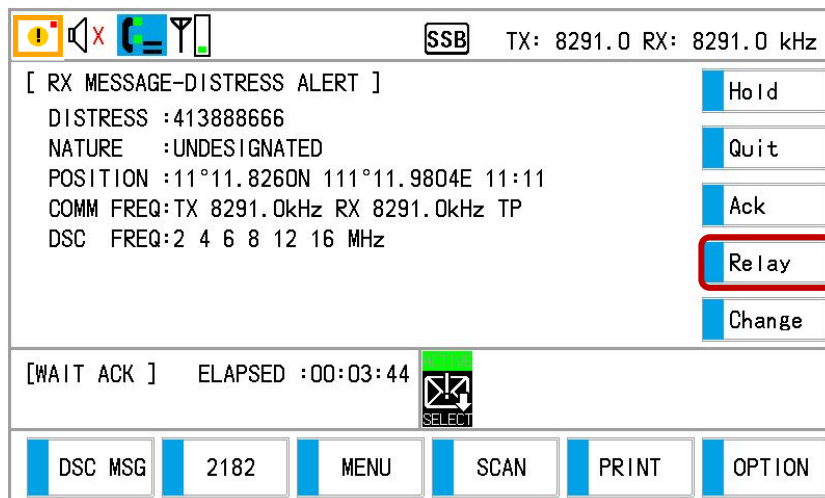 SSB TX: 8291.0 RX: 8291.0 kHz
[ RX MESSAGE-DISTRESS ALERT ]
DISTRESS :413888666
NATURE :UNDESIGNATED
POSITION :11°11.8260N 111°11.9804E 11:11
COMM FREQ:TX 8291.0kHz RX 8291.0kHz TP
DSC FREQ:2 4 6 8 12 16 MHz
Hold
Quit
Ack
Relay
Change
[WAIT ACK ] ELAPSED :00:03:44
SELECT
DSC MSG 2182 MENU SCAN PRINT OPTION